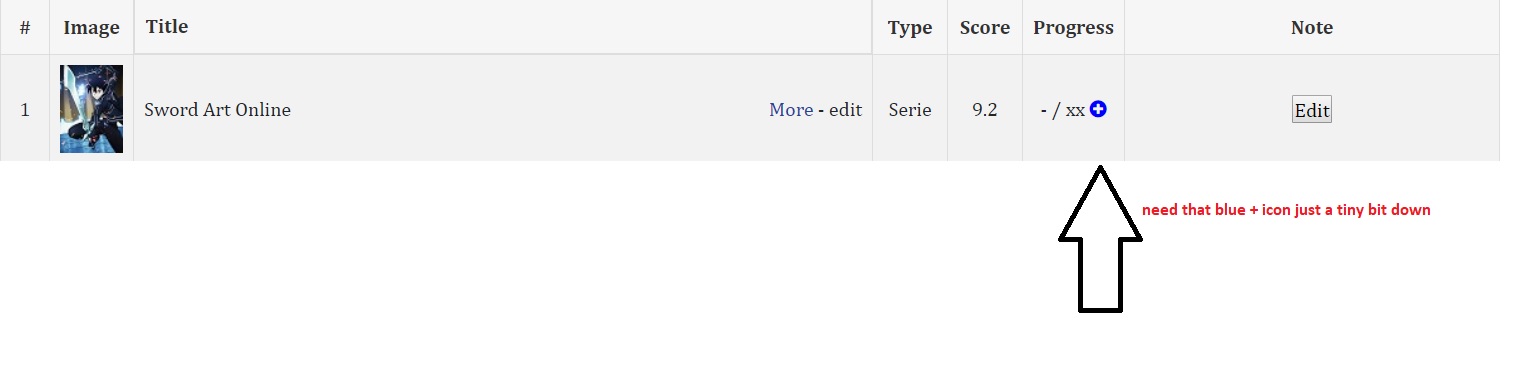 # Image Title Type Score Progress Note
1 Sword Art Online More - edit Serie 9.2 - / xx Edit
need that blue + icon just a tiny bit down